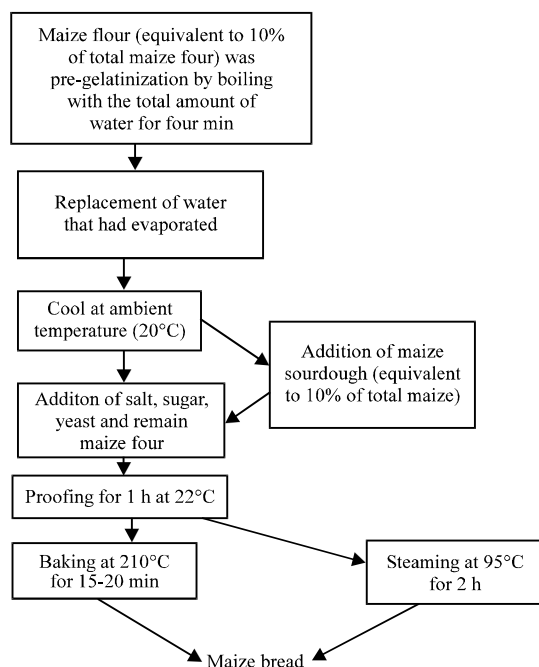 Maize flour (equivalent to 10%
of total maize four) was
pre-gelatinization by boiling
with the total amount of
water for four min
Replacement of water
that had evaporated
Cool at ambient
temperature (20°C)
Addition of maize
sourdough (equivalent
to 10% of total maize)
Additon of salt, sugar,
yeast and remain
maize four
Proofing for 1 h at 22°C
Baking at 210°C
for 15-20 min
Steaming at 95°C
for 2 h
Maize bread